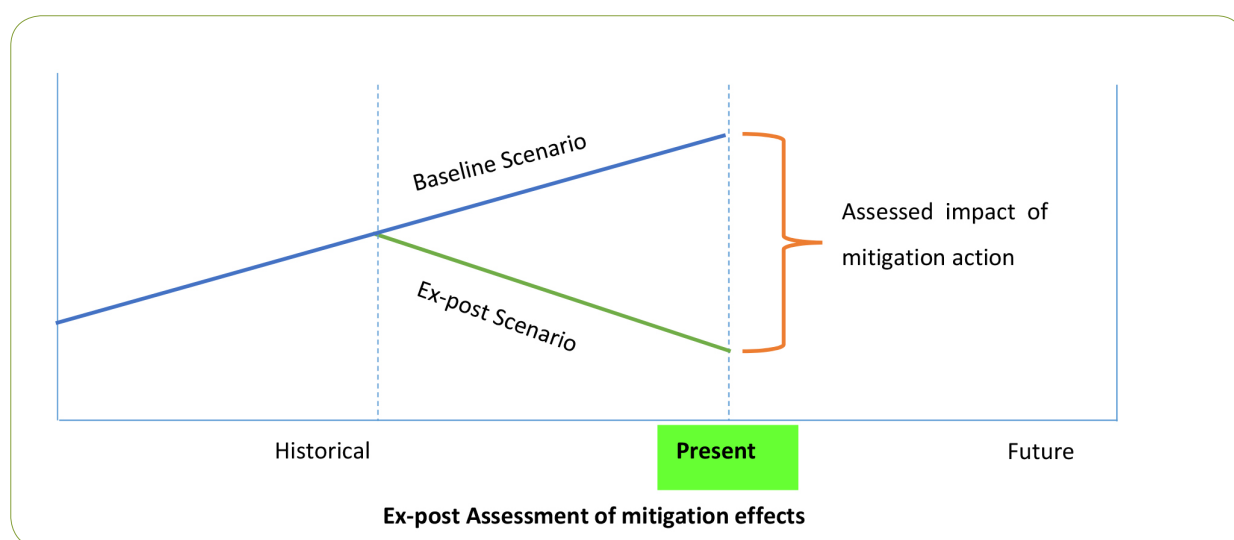 Baseline Scenario
Ex-post Scenario
Assessed impact of
mitigation action
Historical
Present
Future
Ex-post Assessment of mitigation effects